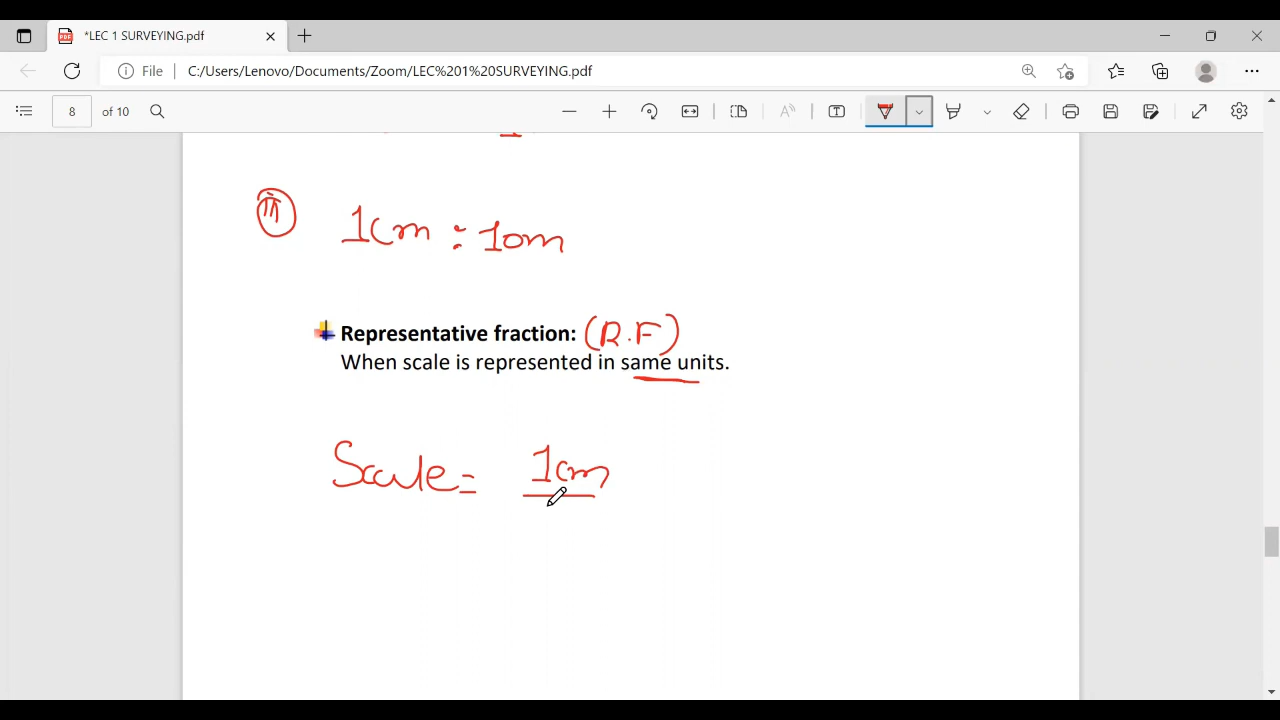 *LEC 1 SURVEYING.pdf
File C:/Users/Lenovo/Documents/Zoom/LEC%201%20SURVEYING.pdf
8 of 10
iii 1cm : 10m
Representative fraction: (R.F)
When scale is represented in same units.
Scale = 1cm